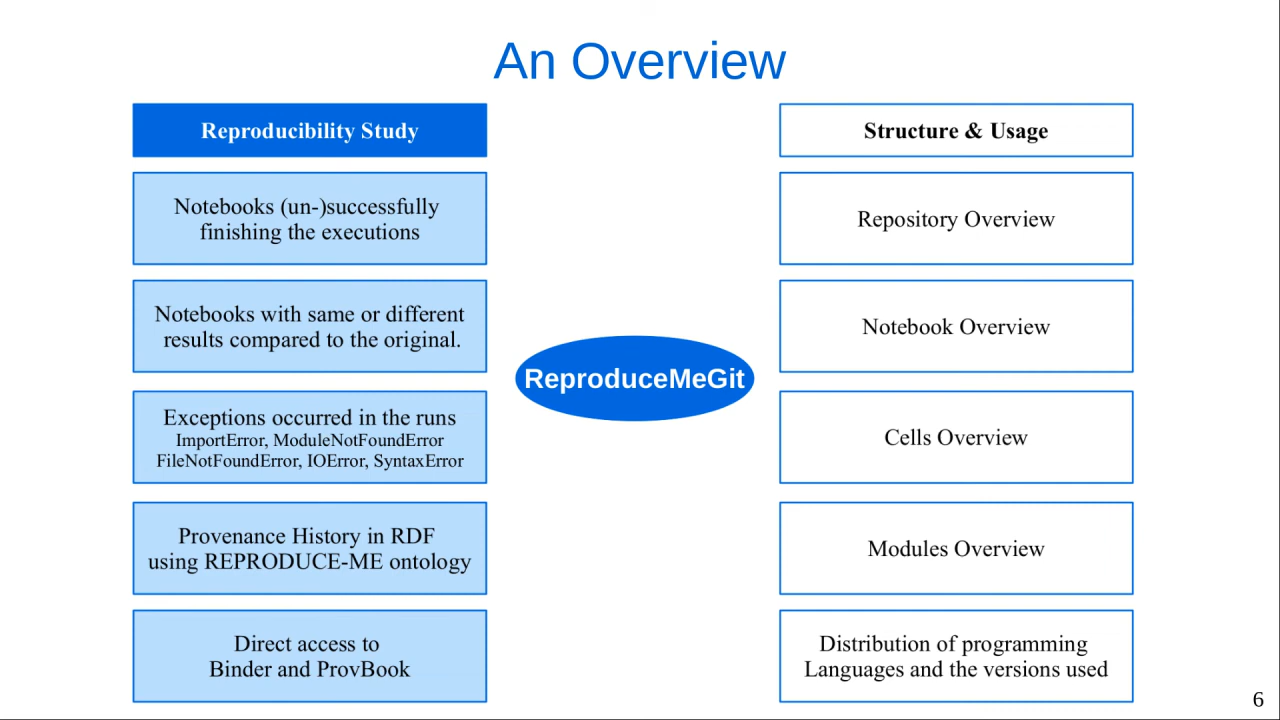 An Overview
Reproducibility Study
Notebooks (un-)successfully
finishing the executions
Notebooks with same or different
results compared to the original.
Exceptions occurred in the runs
ImportError, ModuleNotFoundError
FileNotFoundError, IOError, SyntaxError
Provenance History in RDF
using REPRODUCE-ME ontology
Direct access to
Binder and ProvBook
ReproduceMeGit
Structure & Usage
Repository Overview
Notebook Overview
Cells Overview
Modules Overview
Distribution of programming
Languages and the versions used
6